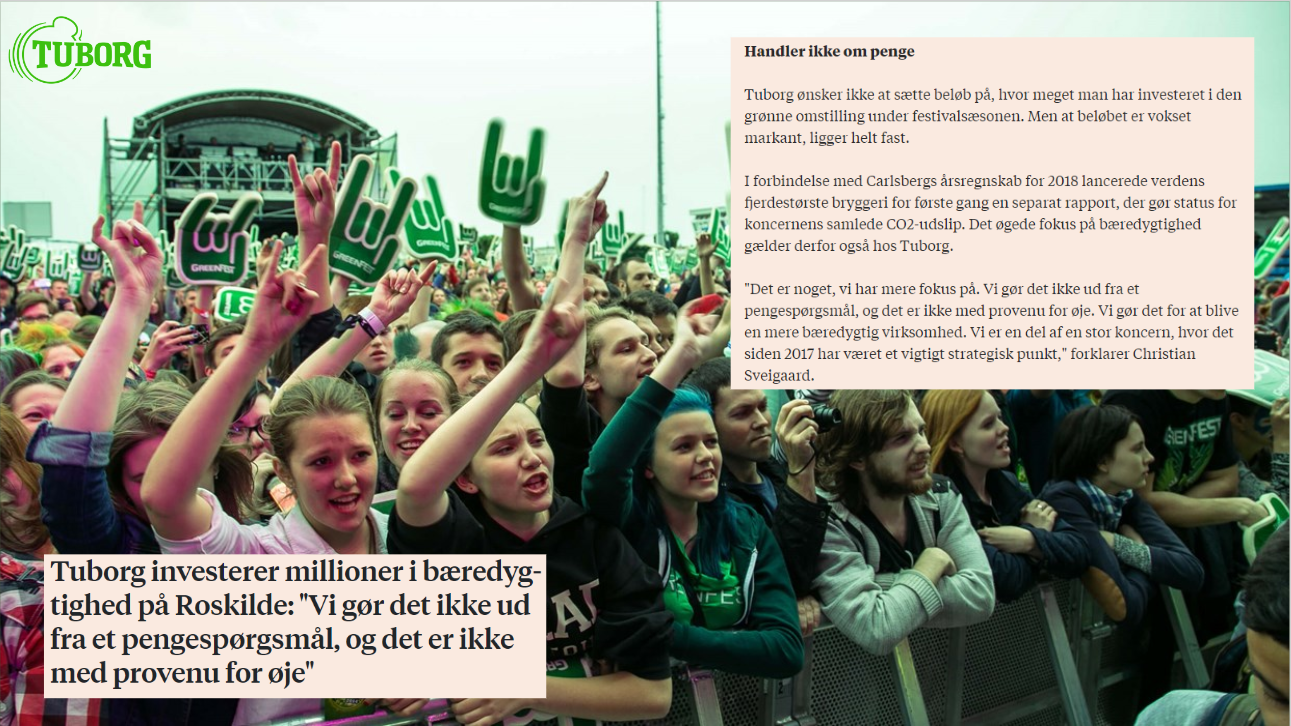 TUBORG
Handler ikke om penge
Tuborg ønsker ikke at sætte beløb på, hvor meget man har investeret i den
grønne omstilling under festivalsæsonen. Men at beløbet er vokset
markant, ligger helt fast.
I forbindelse med Carlsbergs årsregnskab for 2018 lancerede verdens
fjerdestørste bryggeri for første gang en separat rapport, der gør status for
koncernens samlede CO2-udslip. Det øgede fokus på bæredygtighed
gælder derfor også hos Tuborg.
"Det er noget, vi har mere fokus på. Vi gør det ikke ud fra et
pengespørgsmål, og det er ikke med provenu for øje. Vi gør det for at blive
en mere bæredygtig virksomhed. Vi er en del af en stor koncern, hvor det
siden 2017 har været et vigtigt strategisk punkt," forklarer Christian
Sveigaard.
GREENFEST
GREENFEST
GREENFEST
GREENFEST
Tuborg investerer millioner i bæredyg-
tighed på Roskilde: "Vi gør det ikke ud
fra et pengespørgsmål, og det er ikke
med provenu for øje"